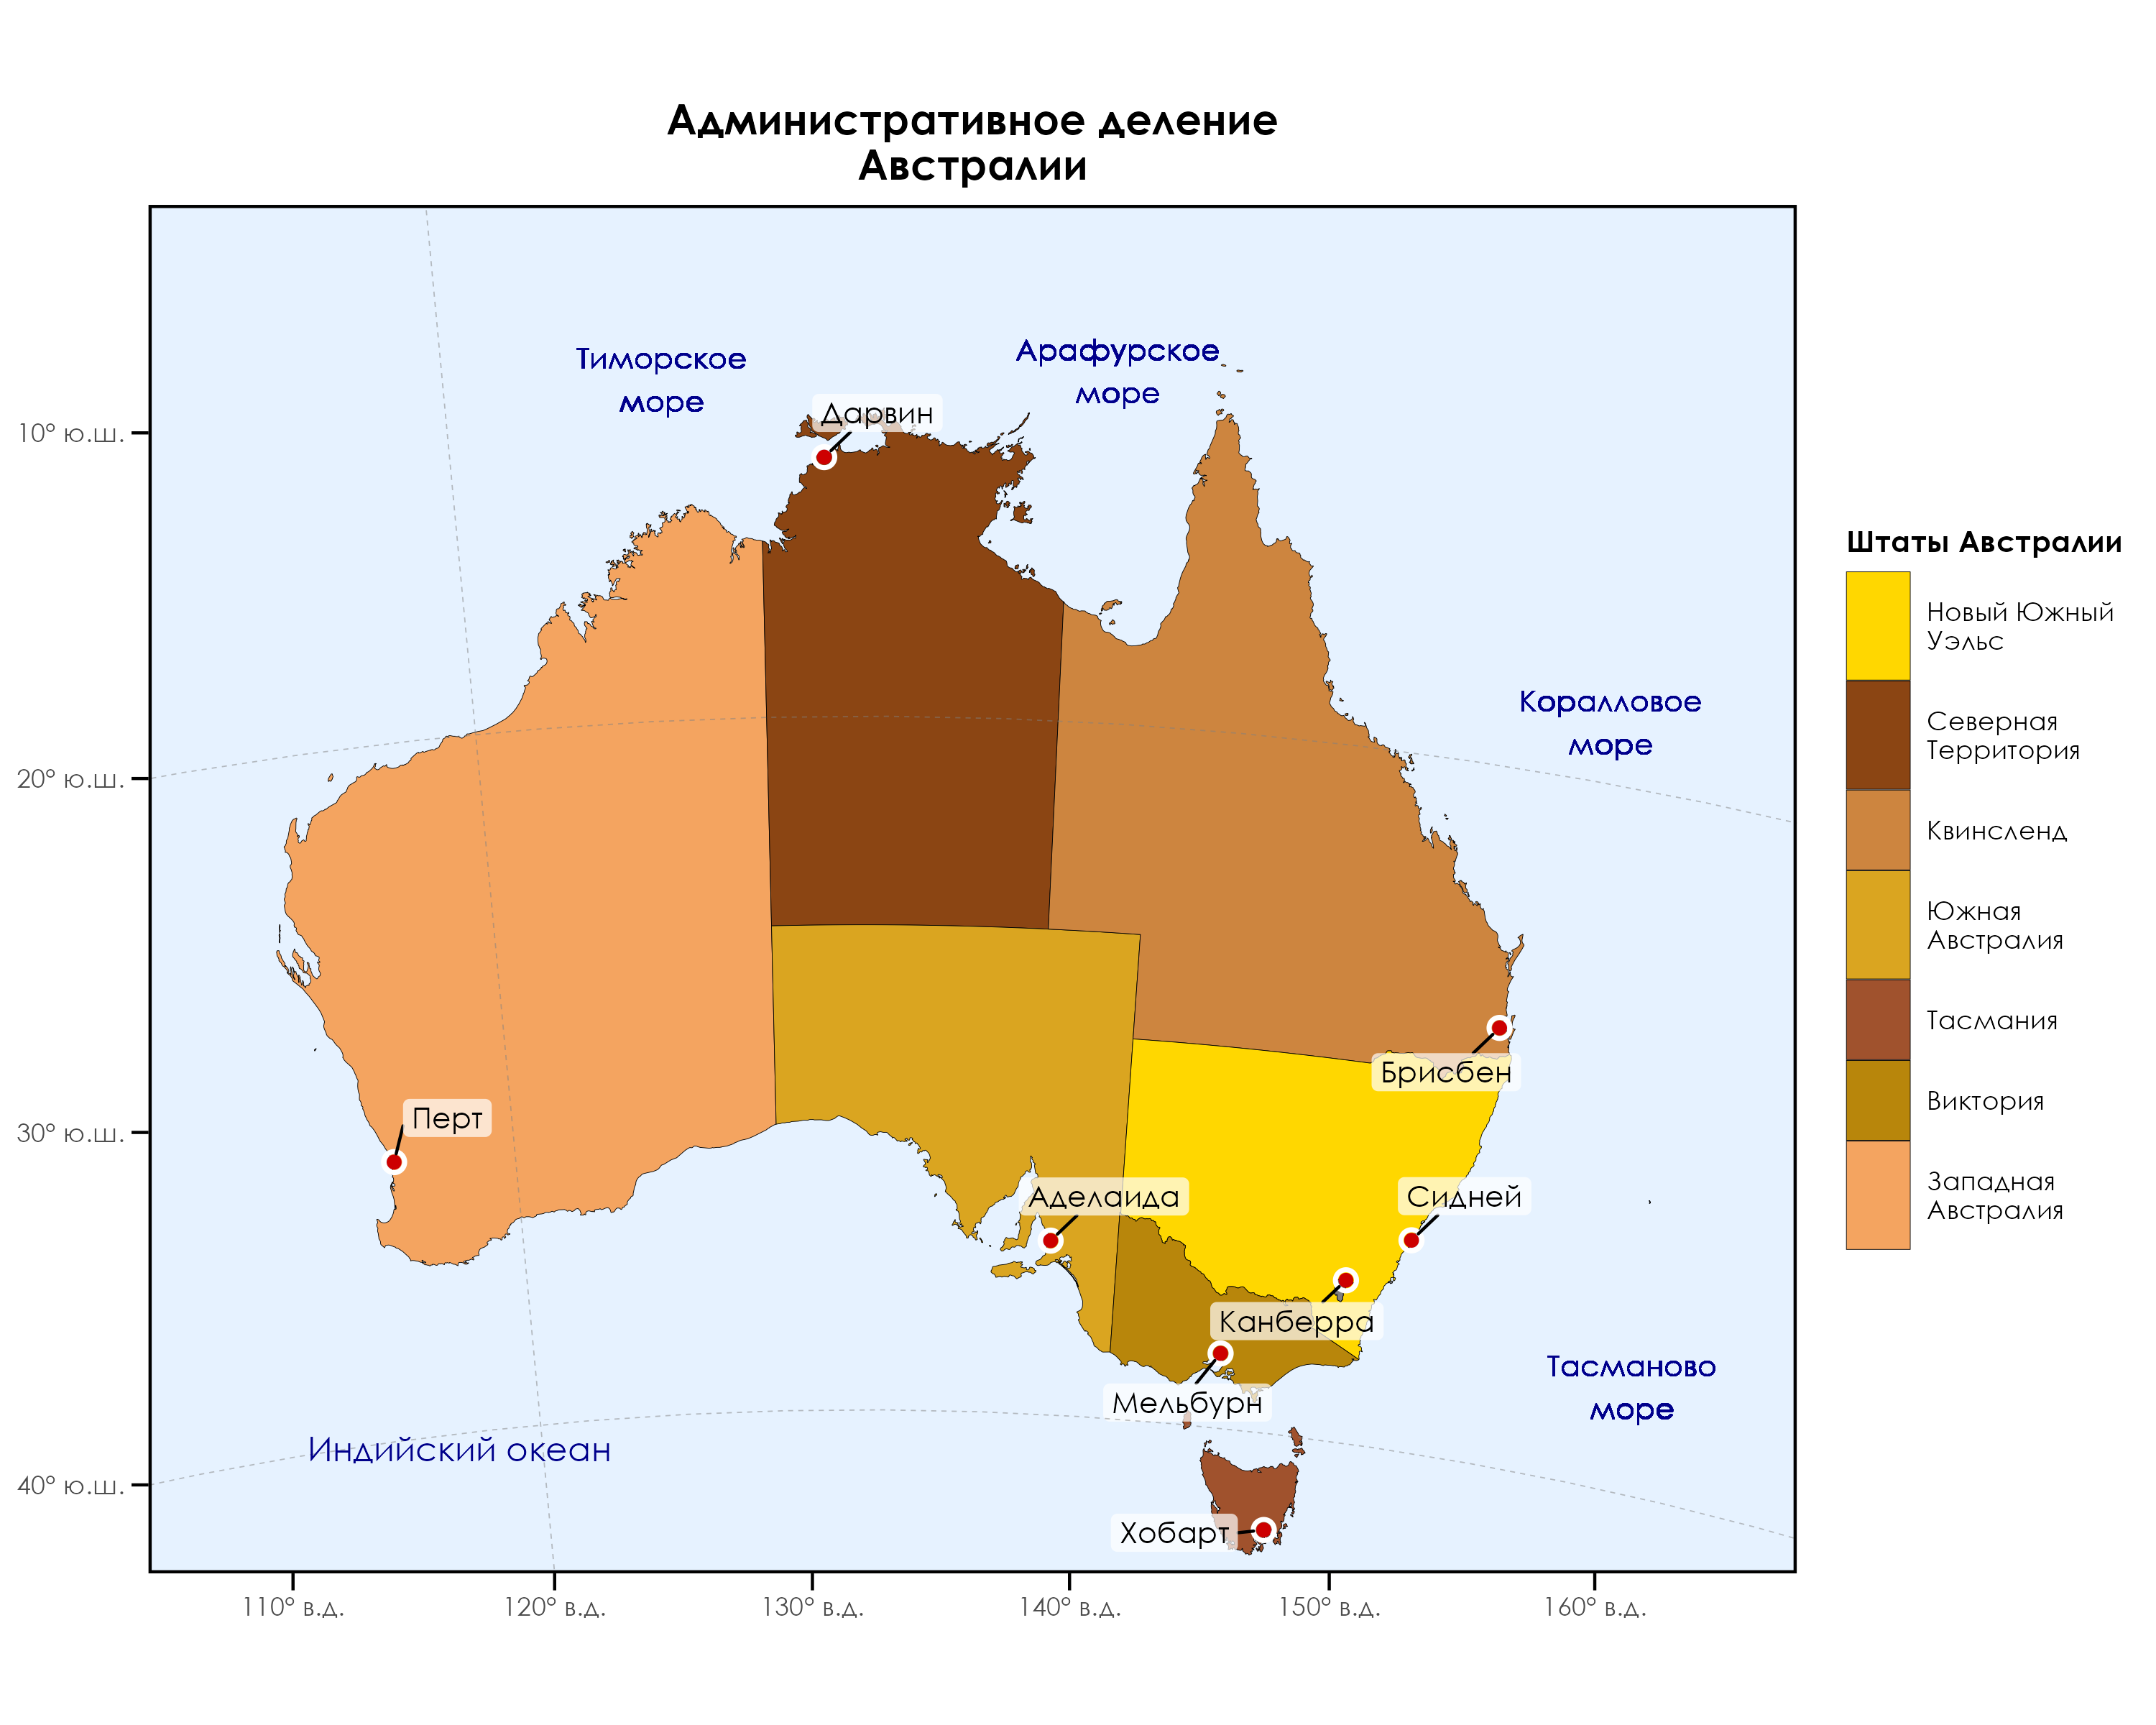 Административное деление
Австралии
Тиморское
море
Арафурское
море
Дарвин
10° ю.ш.
Штаты Австралии
Новый Южный
Уэльс
Северная
Территория
Коралловое
море
20° ю.ш.
Квинсленд
Южная
Австралия
Тасмания
Брисбен
Виктория
Перт
30° ю.ш.
Аделаида
Сидней
Западная
Австралия
Канберра
Тасманово
море
Мельбурн
Индийский океан
40° ю.ш.
Хобарт
110° в.д.
120° в.д.
130° в.д.
140° в.д.
150° в.д.
160° в.д.